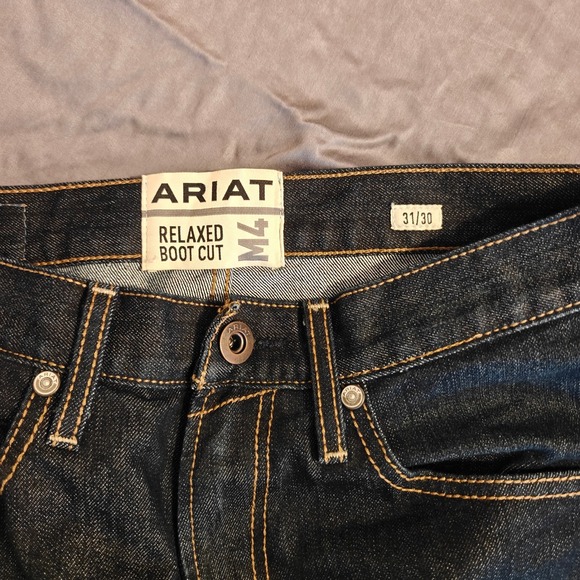 ARIAT
RELAXED
BOOT CUT
M4
31/30